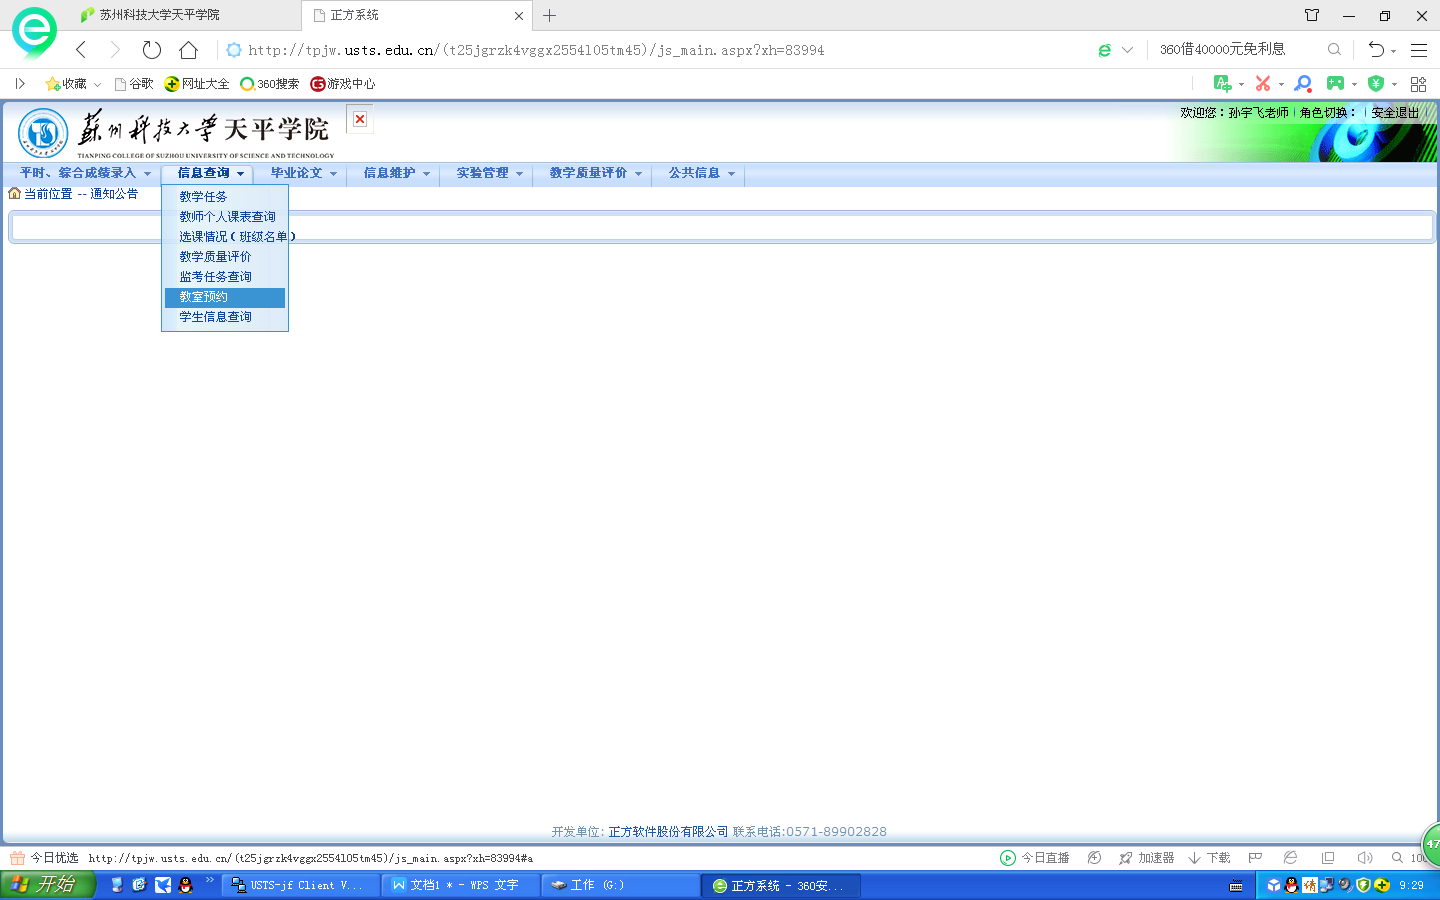 苏州科技大学天平学院
正方系统
http://tpjw.usts.edu.cn/(t25jgrzk4vggx2554l05tm45)/js_main.aspx?xh=83994
360借40000元免利息
收藏 谷歌 网址大全 360搜索 游戏中心
苏州科技大学天平学院
TIANPING COLLEGE OF SUZHOU UNIVERSITY OF SCIENCE AND TECHNOLOGY
欢迎您：孙宇飞老师 角色切换： 安全退出
平时、综合成绩录入 信息查询 毕业论文 信息维护 实验管理 教学质量评价 公共信息
当前位置 -- 通知公告
教学任务
教师个人课表查询
选课情况（班级名单）
教学质量评价
监考任务查询
教室预约
学生信息查询
开发单位: 正方软件股份有限公司 联系电话:0571-89902828
今日优选 http://tpjw.usts.edu.cn/(t25jgrzk4vggx2554l05tm45)/js_main.aspx?xh=83994#a
今日直播 加速器 下载 10
47
开始 USTS-jf Client V... 文档1 * - WPS 文字 工作 (G:) 正方系统 - 360安... 9:29